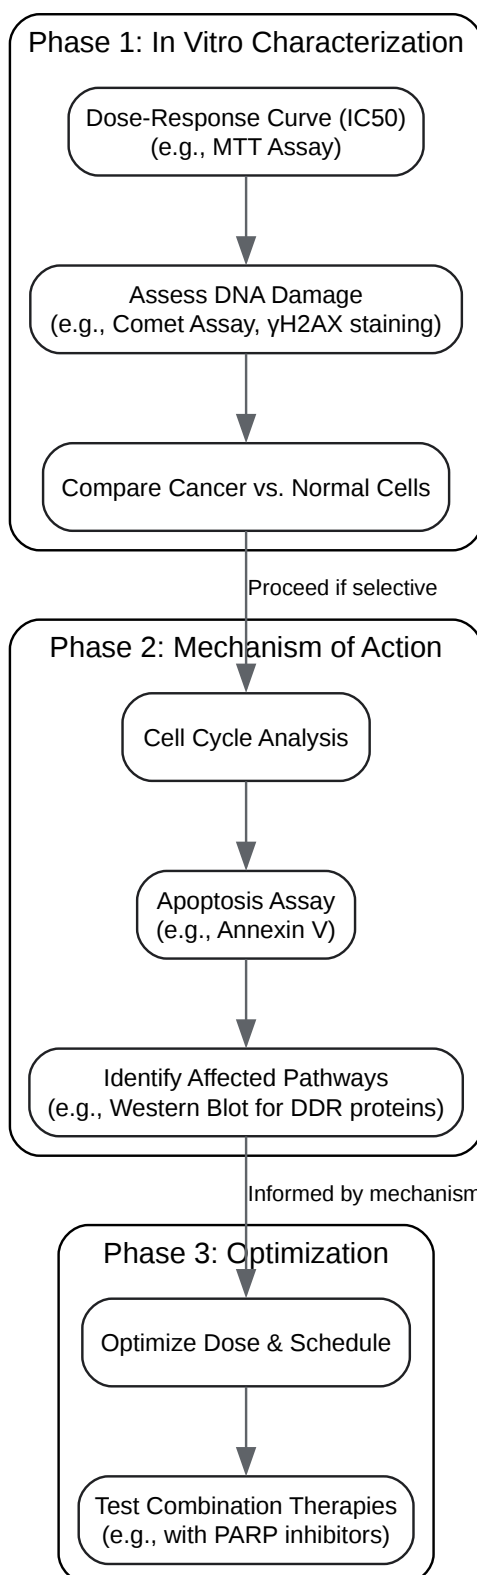 Phase 1: In Vitro Characterization
Dose-Response Curve (IC50)
(e.g., MTT Assay)
Assess DNA Damage
(e.g., Comet Assay, γH2AX staining)
Compare Cancer vs. Normal Cells
Proceed if selective
Phase 2: Mechanism of Action
Cell Cycle Analysis
Apoptosis Assay
(e.g., Annexin V)
Identify Affected Pathways
(e.g., Western Blot for DDR proteins)
Informed by mechanism
Phase 3: Optimization
Optimize Dose & Schedule
Test Combination Therapies
(e.g., with PARP inhibitors)